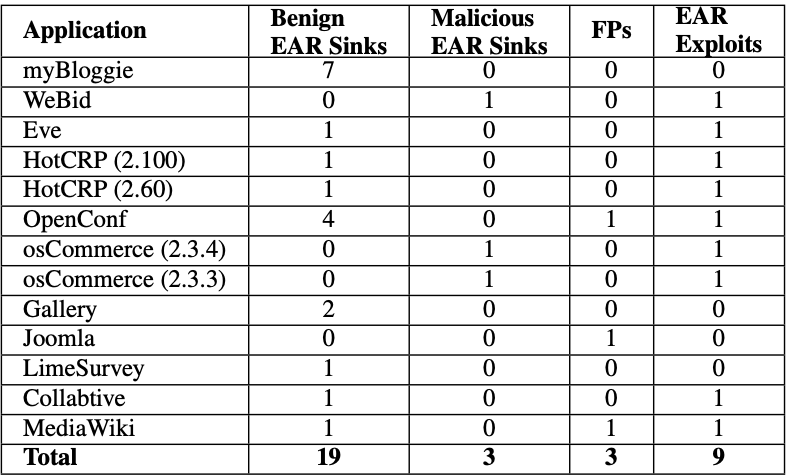 Application Benign EAR Sinks Malicious EAR Sinks FPs EAR Exploits
myBloggie 7 0 0 0
WeBid 0 1 0 1
Eve 1 0 0 1
HotCRP (2.100) 1 0 0 1
HotCRP (2.60) 1 0 0 1
OpenConf 4 0 1 1
osCommerce (2.3.4) 0 1 0 1
osCommerce (2.3.3) 0 1 0 1
Gallery 2 0 0 0
Joomla 0 0 1 0
LimeSurvey 1 0 0 0
Collabtive 1 0 0 1
MediaWiki 1 0 1 1
Total 19 3 3 9